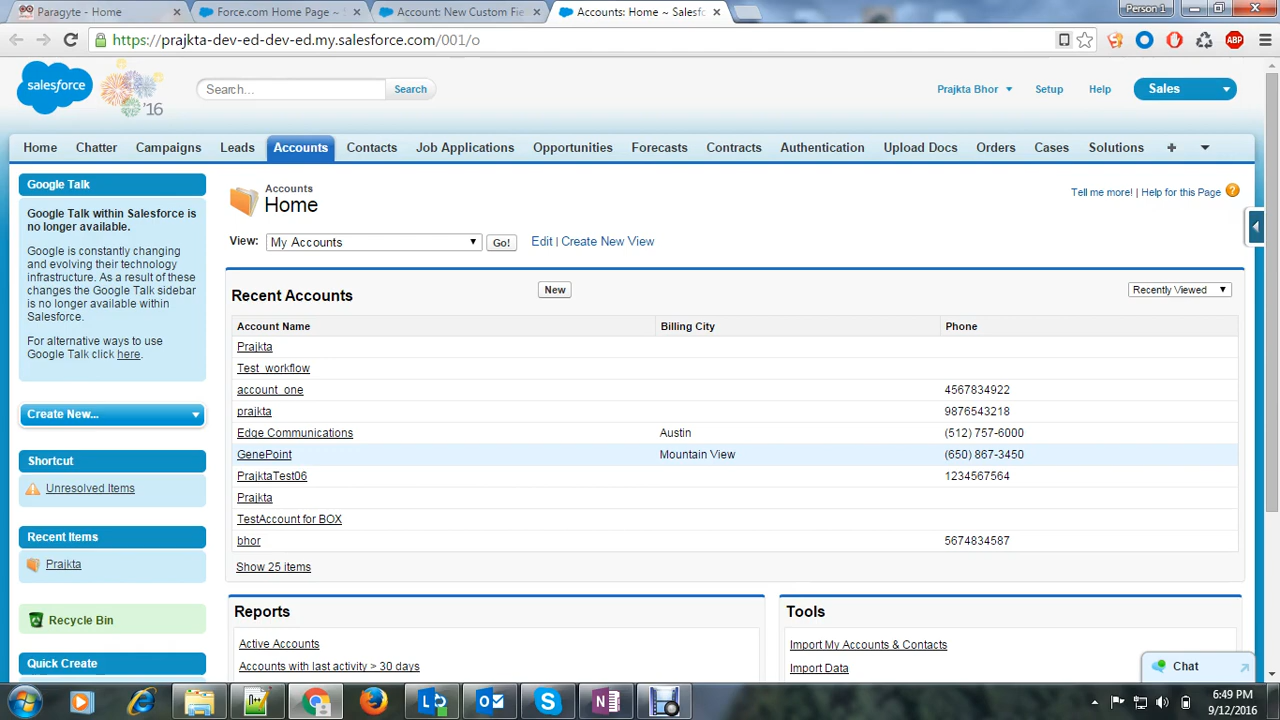 Paragyte - Home
Force.com Home Page ~ S
Account: New Custom Fie
Accounts: Home ~ Salesf
Person 1
https://prajkta-dev-ed-dev-ed.my.salesforce.com/001/o
ABP
salesforce
'16
Search...
Search
Prajkta Bhor
Setup
Help
Sales
Home
Chatter
Campaigns
Leads
Accounts
Contacts
Job Applications
Opportunities
Forecasts
Contracts
Authentication
Upload Docs
Orders
Cases
Solutions
+
Google Talk
Google Talk within Salesforce is
no longer available.
Google is constantly changing
and evolving their technology
infrastructure. As a result of these
changes the Google Talk sidebar
is no longer available within
Salesforce.
For alternative ways to use
Google Talk click here.
Create New...
Shortcut
Unresolved Items
Recent Items
Prajkta
Recycle Bin
Quick Create
Accounts
Home
Tell me more! | Help for this Page ?
View: My Accounts Go! Edit | Create New View
Recent Accounts New Recently Viewed
Account Name Billing City Phone
Prajkta
Test_workflow
account_one 4567834922
prajkta 9876543218
Edge Communications Austin (512) 757-6000
GenePoint Mountain View (650) 867-3450
PrajktaTest06 1234567564
Prajkta
TestAccount for BOX
bhor 5674834587
Show 25 items
Reports
Active Accounts
Accounts with last activity > 30 days
Tools
Import My Accounts & Contacts
Import Data
Chat
6:49 PM
9/12/2016